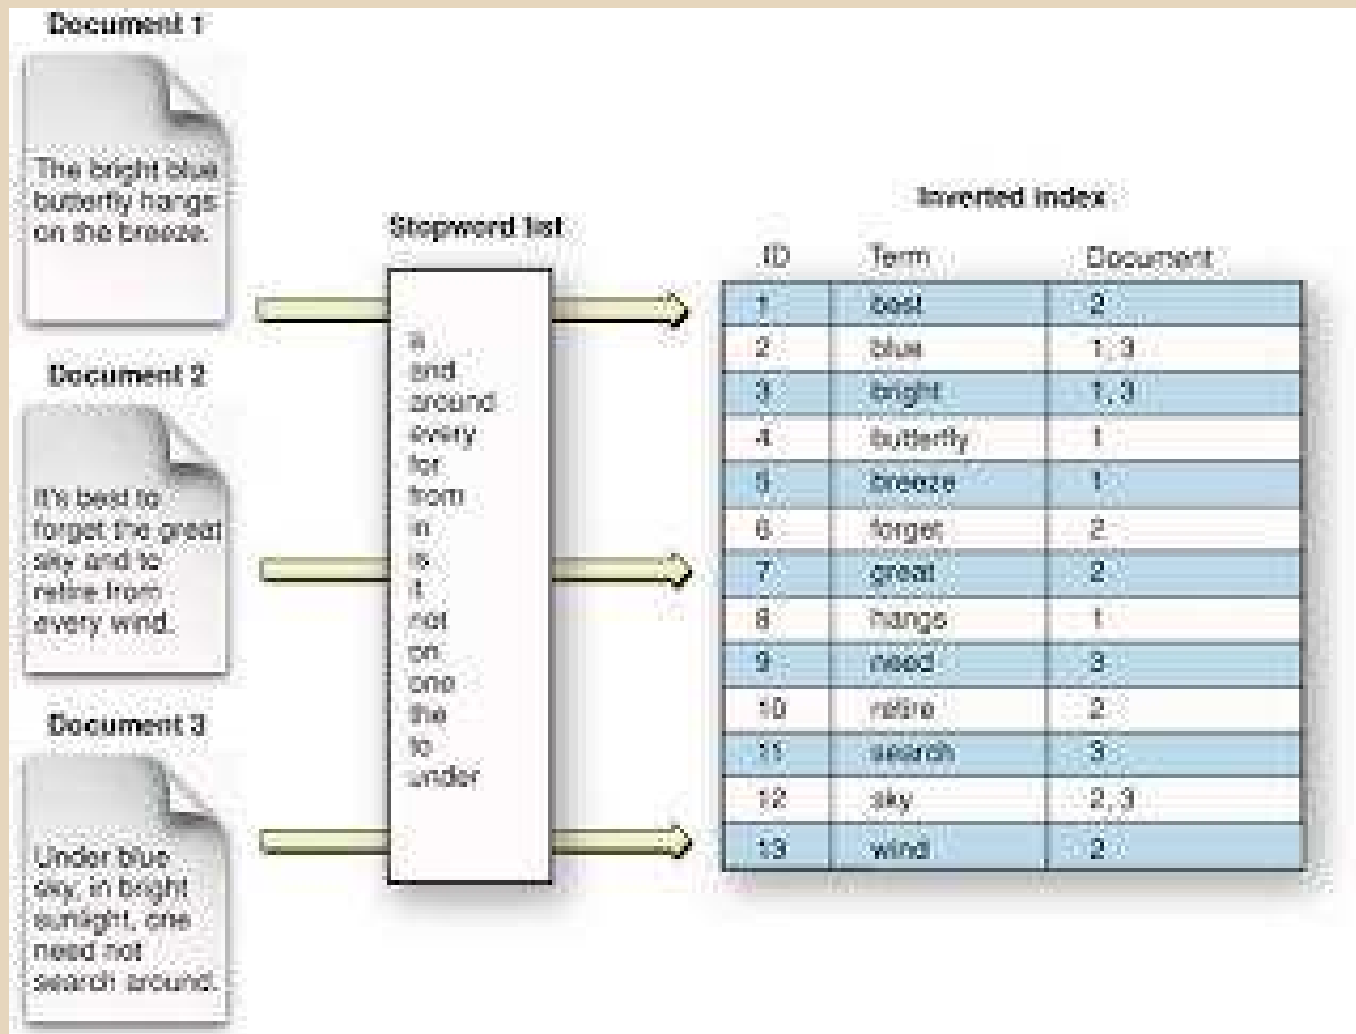 Document 1
The bright blue
butterfly hangs
on the breeze.
Document 2
It's best to
forget the great
sky and to
retire from
every wind.
Document 3
Under blue
sky, in bright
sunlight, one
need not
search around.
Stopword list
and
around
every
for
from
in
is
it
not
on
one
the
to
under
Inverted index
ID Term Document
1 best 2
2 blue 1, 3
3 bright 1, 3
4 butterfly 1
5 breeze 1
6 forget 2
7 great 2
8 hangs 1
9 need 3
10 retire 2
11 search 3
12 sky 2, 3
13 wind 2